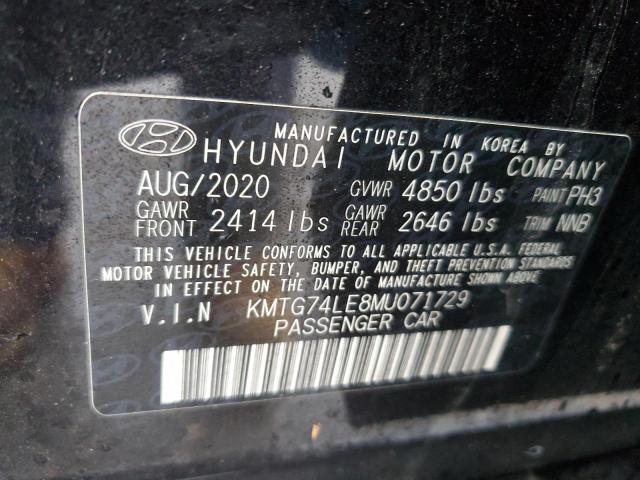 MANUFACTURED IN KOREA BY
HYUNDAI MOTOR COMPANY
AUG/2020 GVWR 4850 lbs PAINT PH3
GAWR FRONT 2414 lbs GAWR REAR 2646 lbs TRIM NNB
THIS VEHICLE CONFORMS TO ALL APPLICABLE U.S.A. FEDERAL
MOTOR VEHICLE SAFETY, BUMPER, AND THEFT PREVENTION STANDARDS
IN EFFECT ON THE DATE OF MANUFACTURE SHOWN ABOVE.
V.I.N KMTG74LE8MU071729
PASSENGER CAR